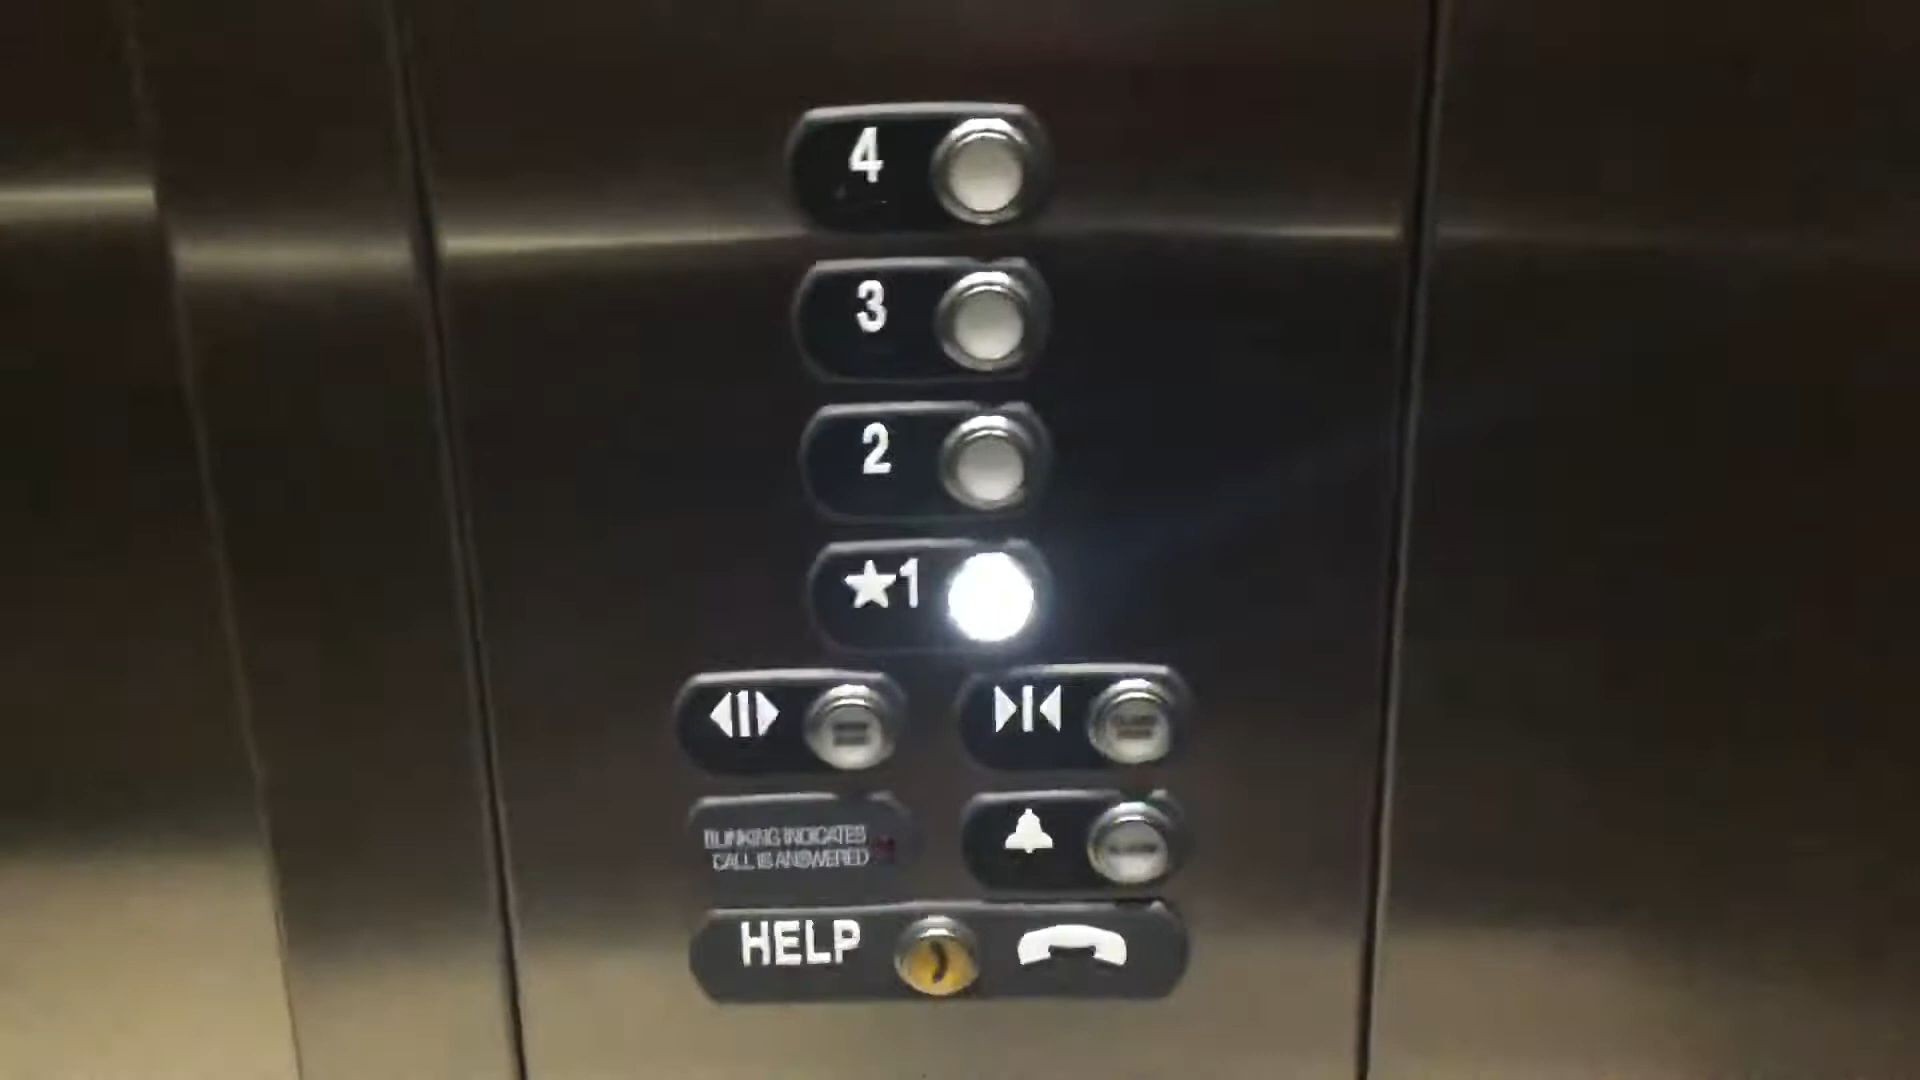 4
3
2
★1
BLINKING INDICATES
CALL IS ANSWERED
HELP